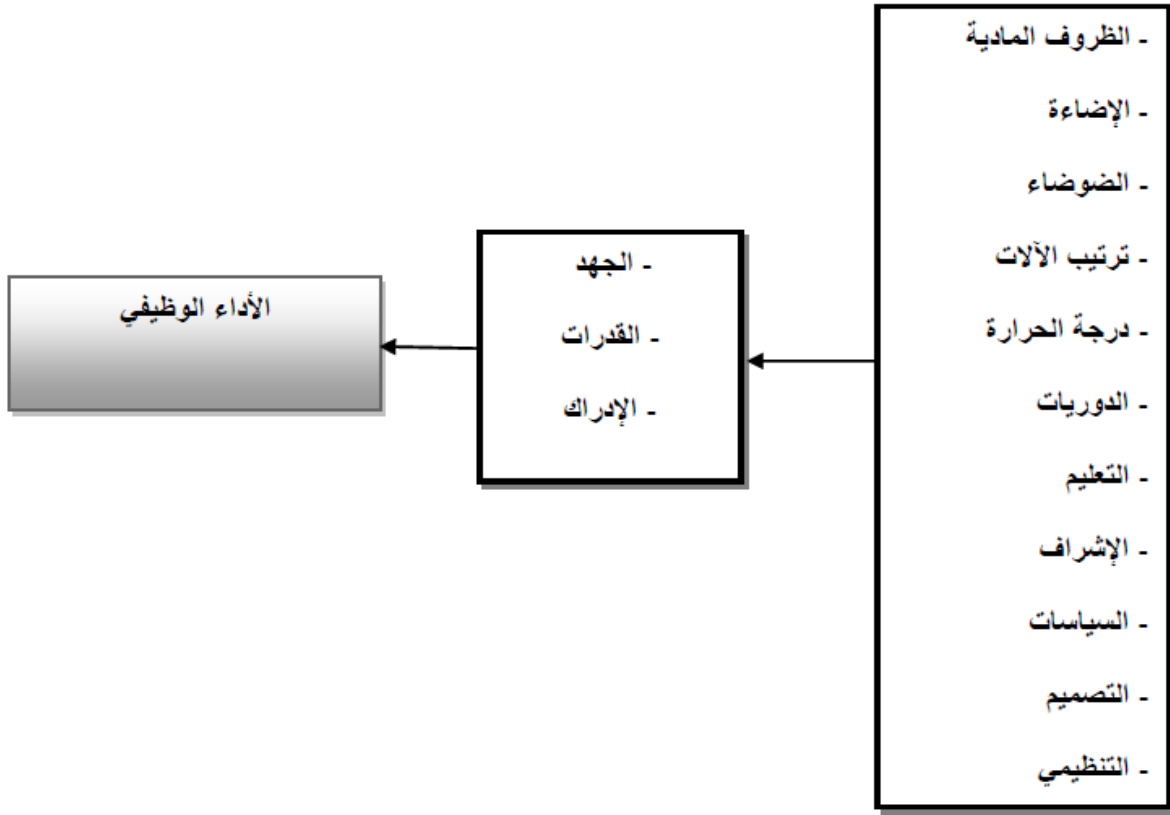 - الظروف المادية
- الإضاءة
- الضوضاء
- ترتيب الآلات
- درجة الحرارة
- الدوريات
- التعليم
- الإشراف
- السياسات
- التصميم
- التنظيمي
- الجهد
- القدرات
- الإدراك
الأداء الوظيفي